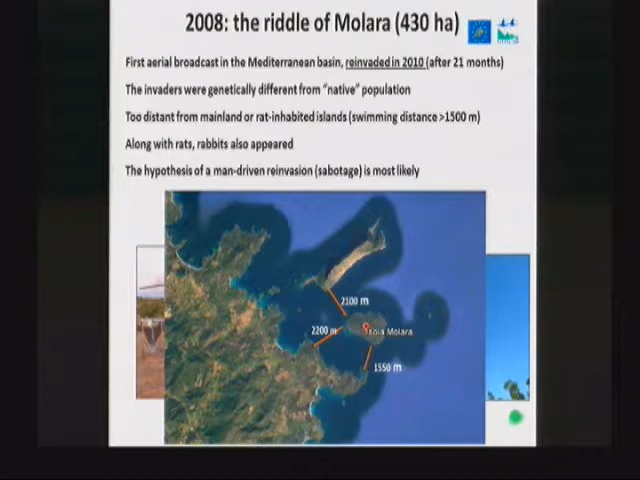 2008: the riddle of Molara (430 ha)
First aerial broadcast in the Mediterranean basin, reinvaded in 2010 (after 21 months)
The invaders were genetically different from “native” population
Too distant from mainland or rat-inhabited islands (swimming distance >1500 m)
Along with rats, rabbits also appeared
The hypothesis of a man-driven reinvasion (sabotage) is most likely
2100 m
2200 m
Isola Molara
1550 m